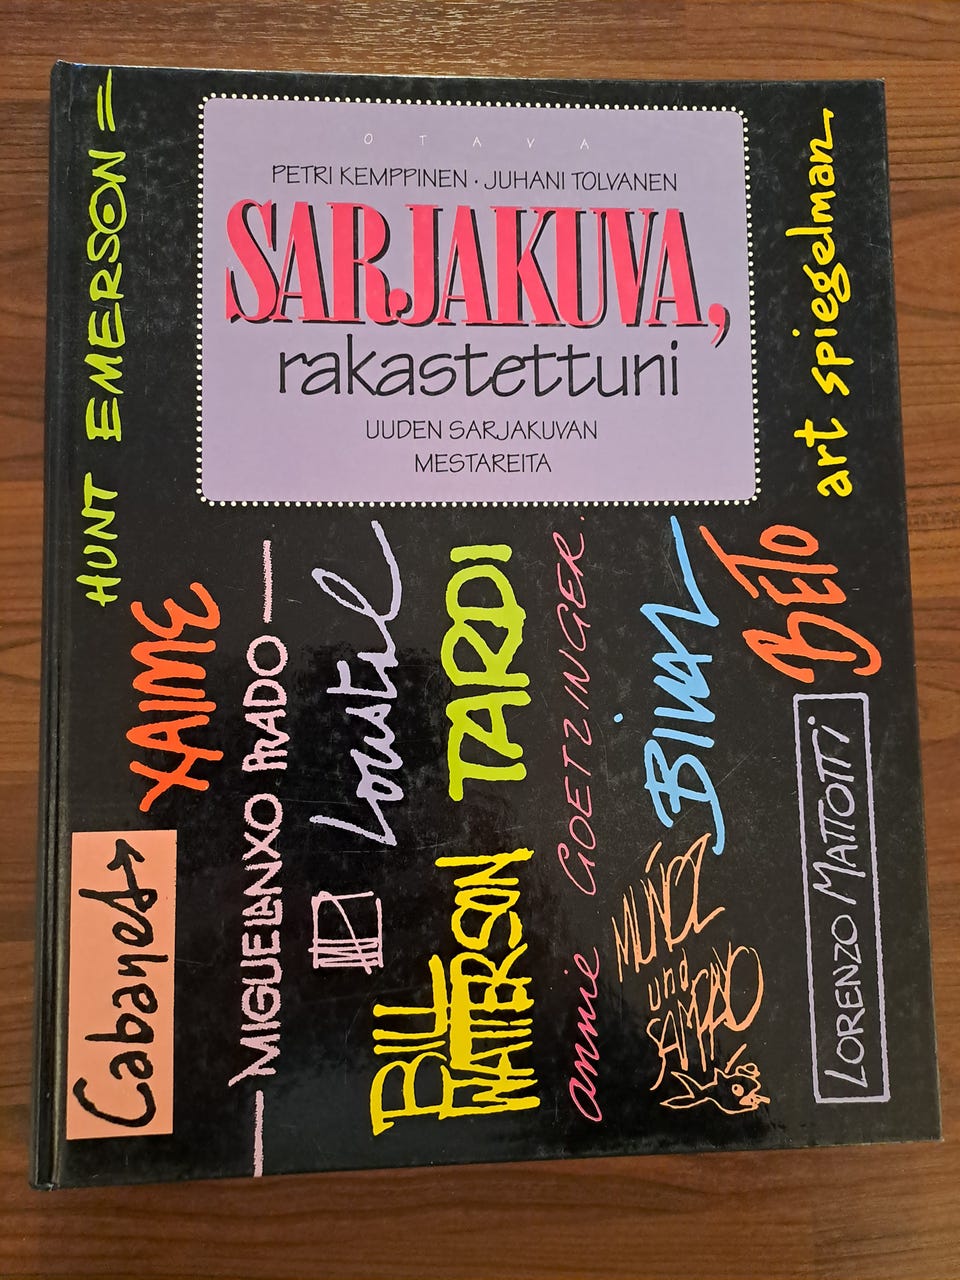 OTAVA
PETRI KEMPPINEN · JUHANI TOLVANEN
SARJAKUVA,
rakastettuni
UUDEN SARJAKUVAN
MESTAREITA
HUNT EMERSON =
art spiegelman
XAIME
MIGUELANXO PRADO
Loustal
TARDI
annie GOETZINGER.
BILAL
BETO
Cabanes
BILL
WATTERSON
MUÑOZ
und
SAMPAYO
LORENZO MATTOTTI